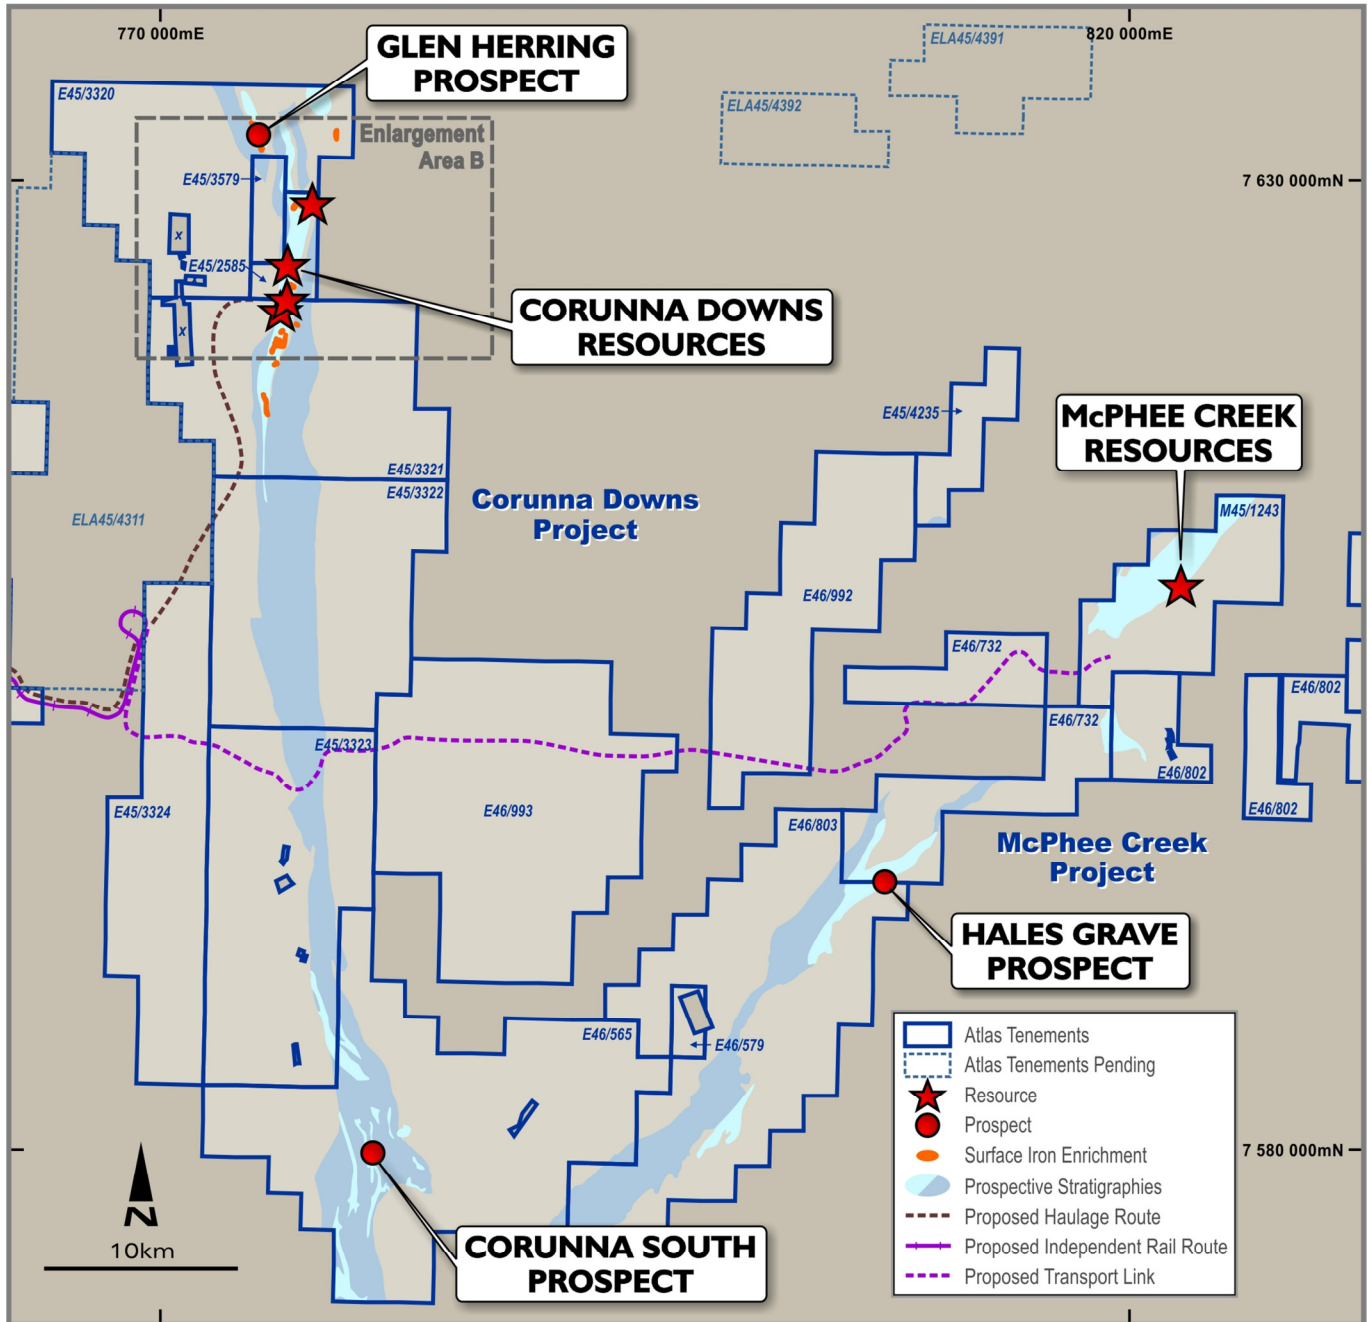 770 000mE
820 000mE
ELA45/4391
GLEN HERRING
PROSPECT
E45/3320
ELA45/4392
Enlargement
Area B
E45/3579
7 630 000mN
x
E45/2585
CORUNNA DOWNS
RESOURCES
x
E45/4235
McPHEE CREEK
RESOURCES
E45/3321
E45/3322
Corunna Downs
Project
ELA45/4311
M45/1243
E46/992
E46/732
E46/802
E46/732
E45/3323
E46/802
E45/3324
E46/993
E46/802
E46/803
McPhee Creek
Project
HALES GRAVE
PROSPECT
E46/565
E46/579
Atlas Tenements
Atlas Tenements Pending
Resource
Prospect
Surface Iron Enrichment
Prospective Stratigraphies
Proposed Haulage Route
Proposed Independent Rail Route
Proposed Transport Link
7 580 000mN
N
10km
CORUNNA SOUTH
PROSPECT